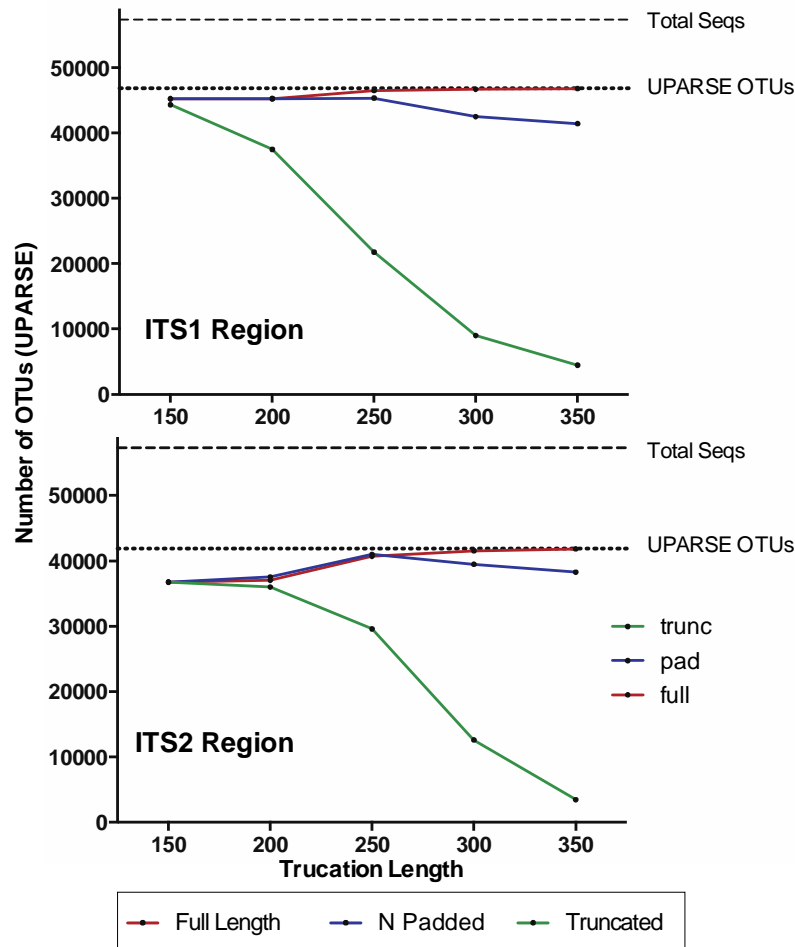 Total Seqs
50000
UPARSE OTUs
40000
30000
20000
10000
0
ITS1 Region
150 200 250 300 350
Number of OTUs (UPARSE)
Total Seqs
50000
UPARSE OTUs
40000
30000
20000
10000
0
trunc
pad
full
ITS2 Region
150 200 250 300 350
Trucation Length
Full Length N Padded Truncated